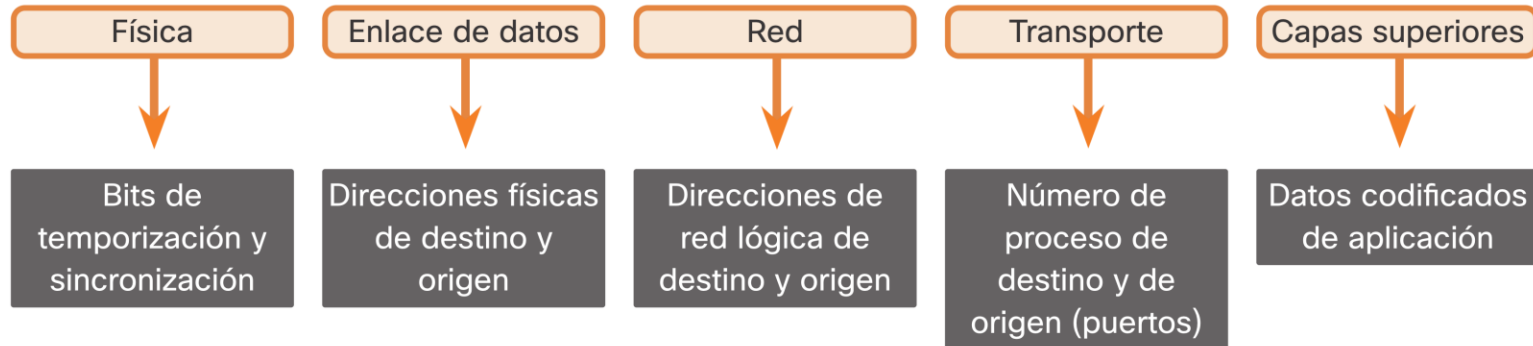 Física
Enlace de datos
Red
Transporte
Capas superiores
Bits de
temporización y
sincronización
Direcciones físicas
de destino y
origen
Direcciones de
red lógica de
destino y origen
Número de
proceso de
destino y de
origen (puertos)
Datos codificados
de aplicación